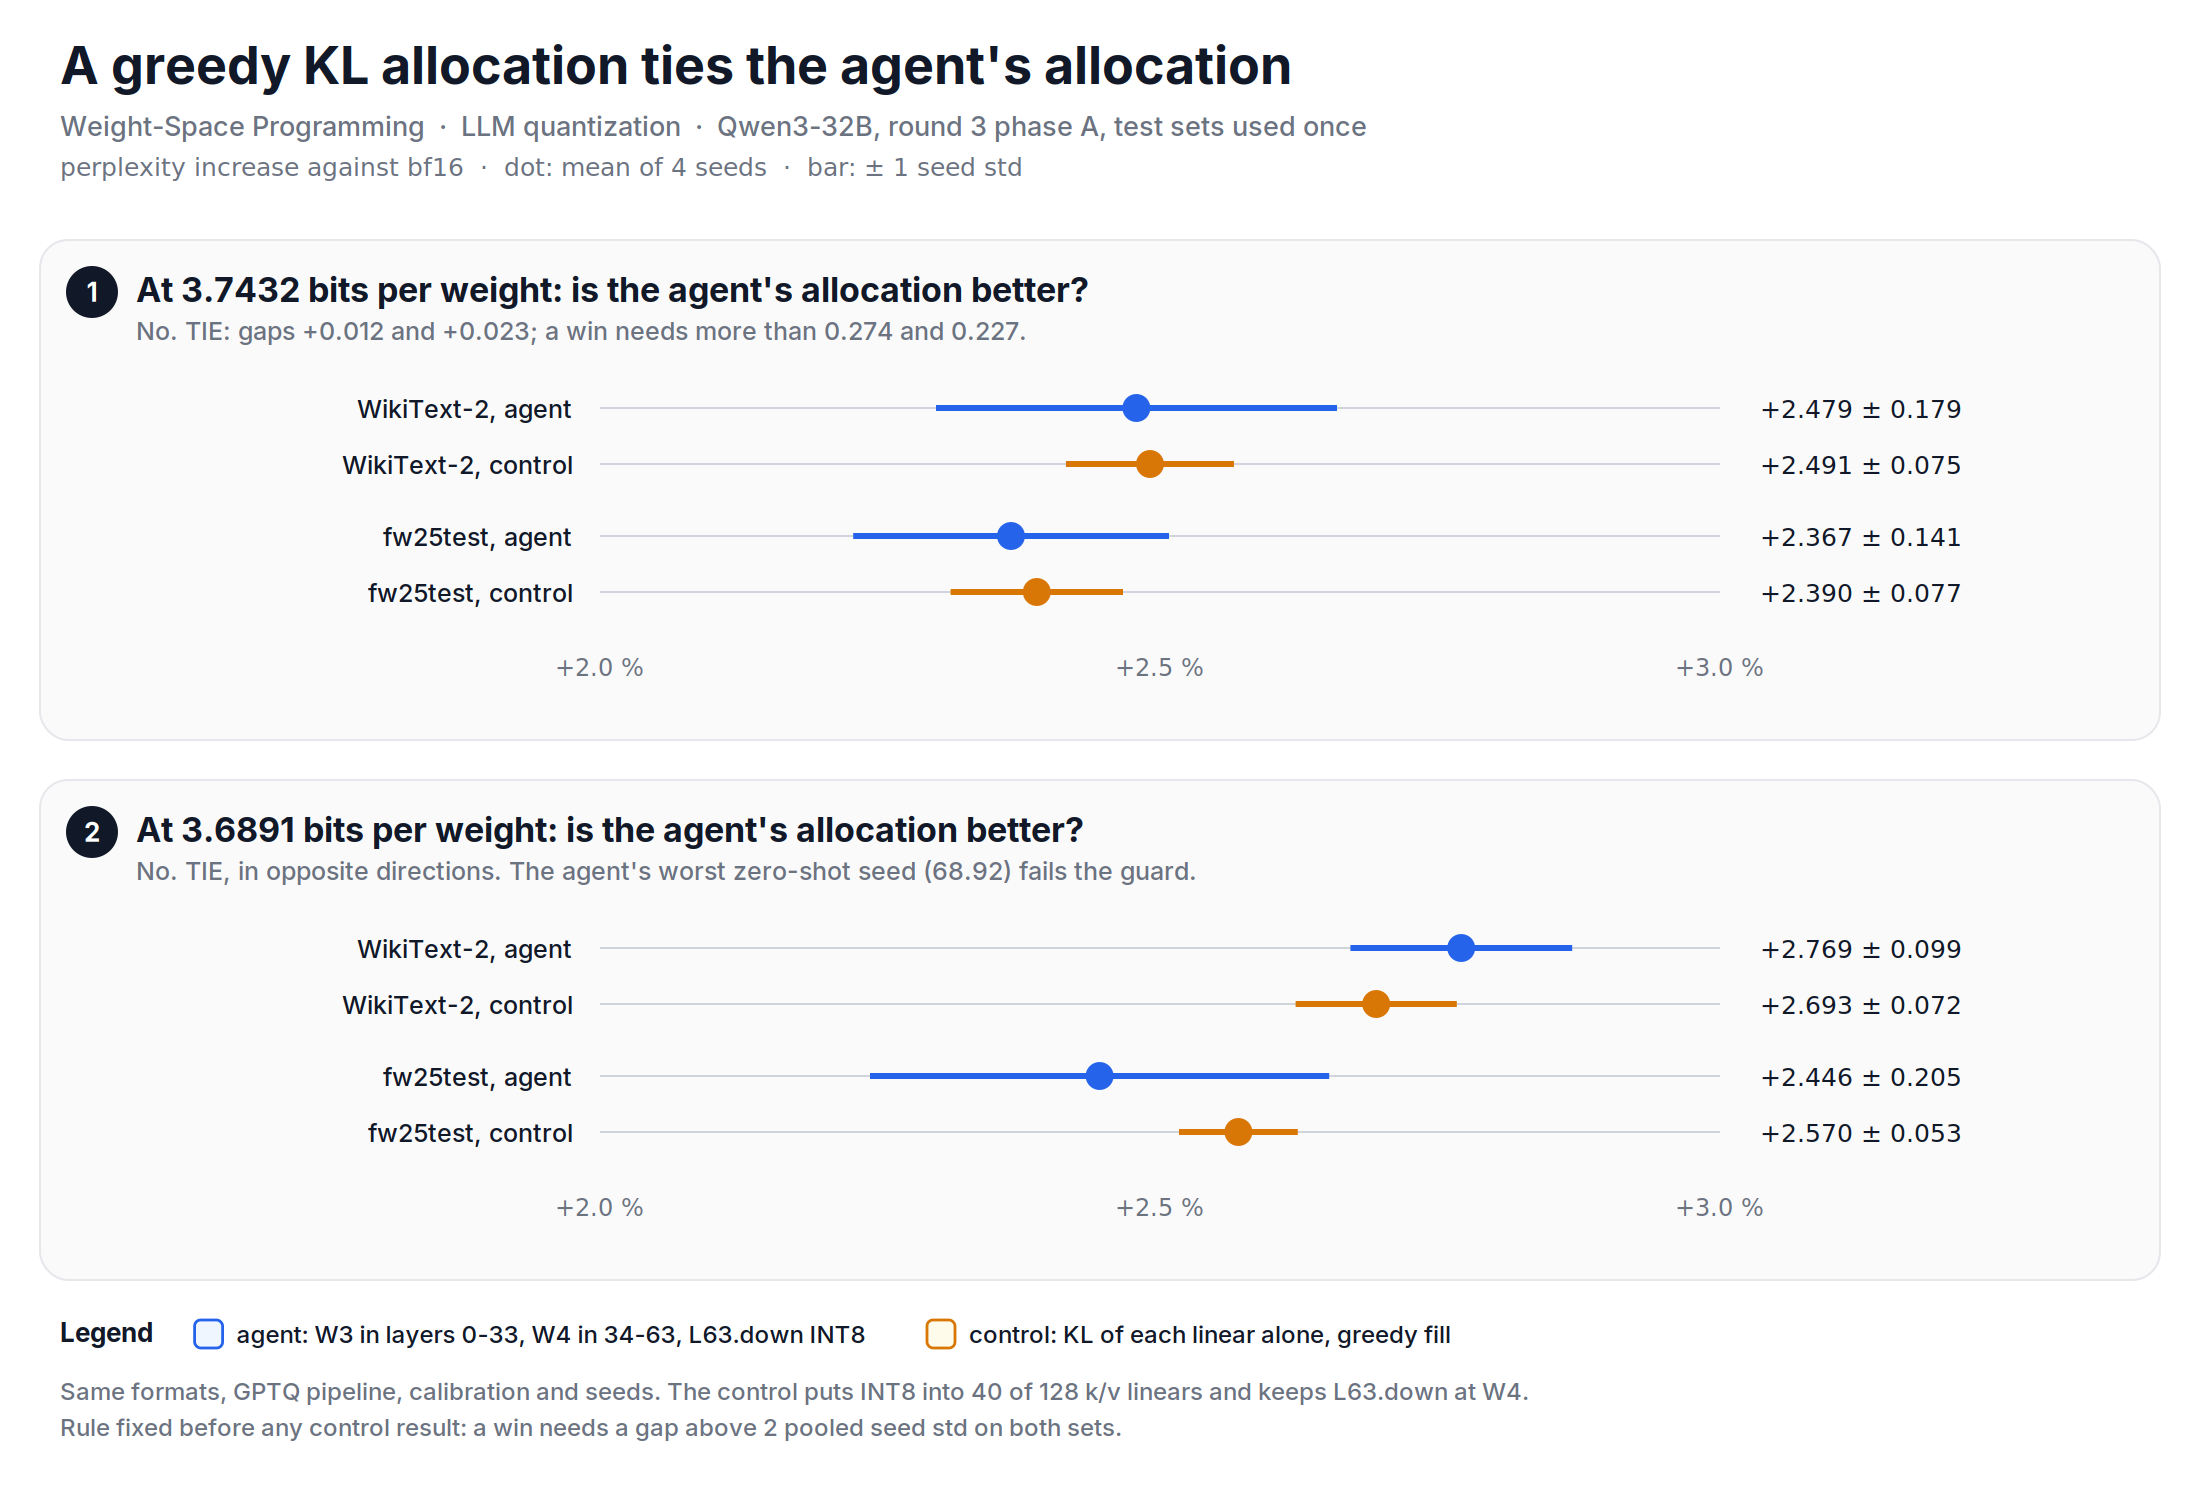 A greedy KL allocation ties the agent's allocation
Weight-Space Programming · LLM quantization · Qwen3-32B, round 3 phase A, test sets used once
perplexity increase against bf16 · dot: mean of 4 seeds · bar: ± 1 seed std
1 At 3.7432 bits per weight: is the agent's allocation better?
No. TIE: gaps +0.012 and +0.023; a win needs more than 0.274 and 0.227.
WikiText-2, agent +2.479 ± 0.179
WikiText-2, control +2.491 ± 0.075
fw25test, agent +2.367 ± 0.141
fw25test, control +2.390 ± 0.077
+2.0 % +2.5 % +3.0 %
2 At 3.6891 bits per weight: is the agent's allocation better?
No. TIE, in opposite directions. The agent's worst zero-shot seed (68.92) fails the guard.
WikiText-2, agent +2.769 ± 0.099
WikiText-2, control +2.693 ± 0.072
fw25test, agent +2.446 ± 0.205
fw25test, control +2.570 ± 0.053
+2.0 % +2.5 % +3.0 %
Legend agent: W3 in layers 0-33, W4 in 34-63, L63.down INT8 control: KL of each linear alone, greedy fill
Same formats, GPTQ pipeline, calibration and seeds. The control puts INT8 into 40 of 128 k/v linears and keeps L63.down at W4.
Rule fixed before any control result: a win needs a gap above 2 pooled seed std on both sets.